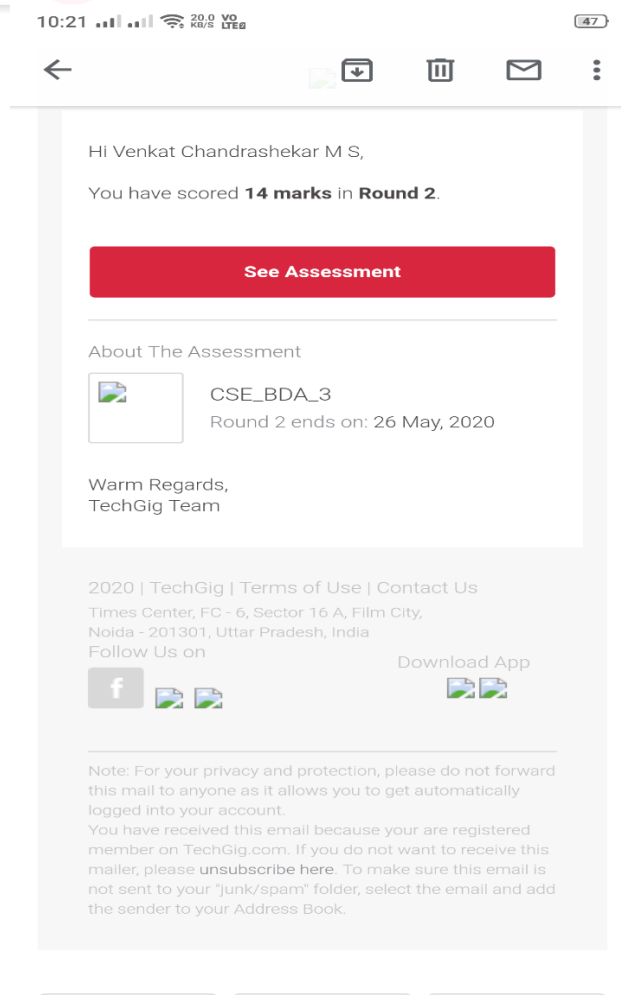 10:21 20.0 KB/S VO LTE 47
Hi Venkat Chandrashekar M S,
You have scored 14 marks in Round 2.
See Assessment
About The Assessment
CSE_BDA_3
Round 2 ends on: 26 May, 2020
Warm Regards,
TechGig Team
2020 | TechGig | Terms of Use | Contact Us
Times Center, FC - 6, Sector 16 A, Film City,
Noida - 201301, Uttar Pradesh, India
Follow Us on
Download App
f
Note: For your privacy and protection, please do not forward
this mail to anyone as it allows you to get automatically
logged into your account.
You have received this email because your are registered
member on TechGig.com. If you do not want to receive this
mailer, please unsubscribe here. To make sure this email is
not sent to your "junk/spam" folder, select the email and add
the sender to your Address Book.